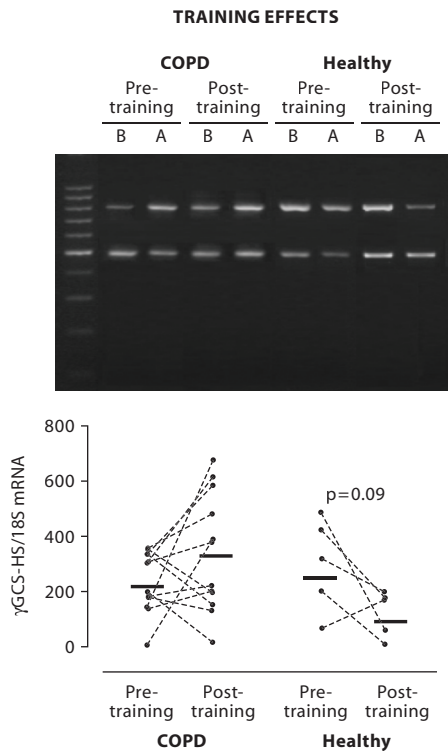 TRAINING EFFECTS
COPD Healthy
Pre- Post- Pre- Post-
training training training training
B A B A B A B A
800
600
400
200
0
γGCS-HS/18S mRNA
p=0.09
Pre- Post- Pre- Post-
training training training training
COPD Healthy